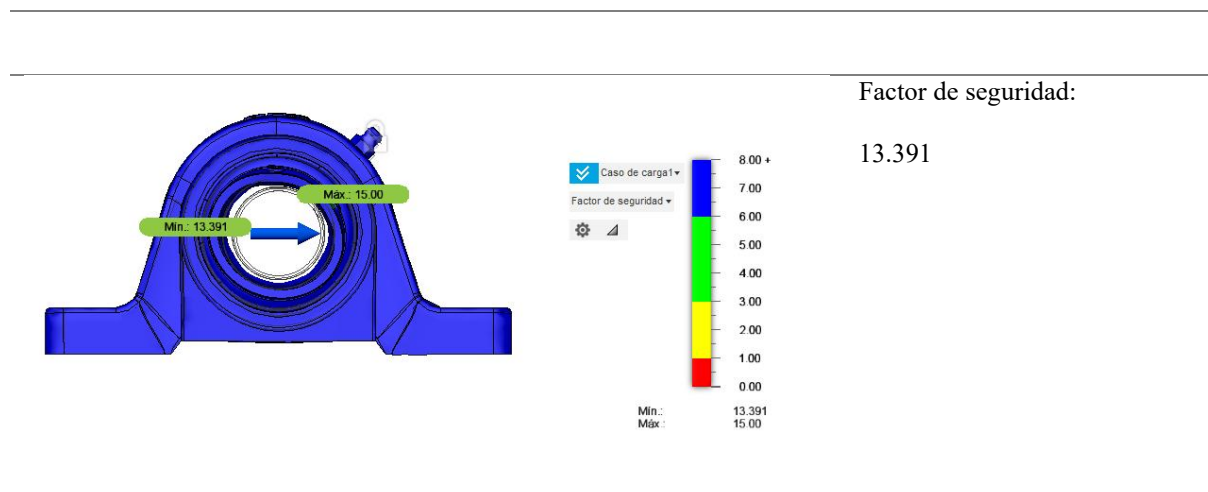 Factor de seguridad:
13.391
Máx.: 15.00
Mín.: 13.391
Caso de carga1
Factor de seguridad
8.00 +
7.00
6.00
5.00
4.00
3.00
2.00
1.00
0.00
Mín.: 13.391
Máx.: 15.00